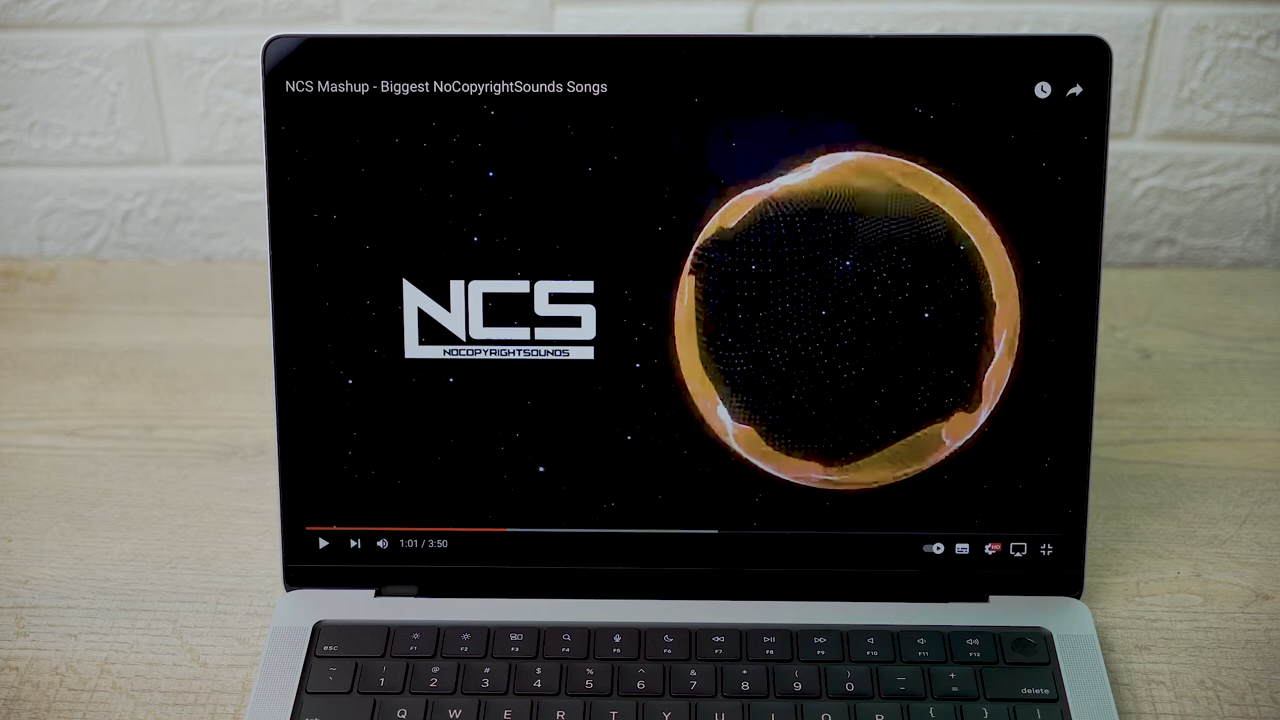 NCS Mashup - Biggest NoCopyrightSounds Songs
NCS
NOCOPYRIGHTSOUNDS
1:01 / 3:50
HD
esc F1 F2 F3 F4 F5 F6 F7 F8 F9 F10 F11 F12
~ ! @ # $ % ^ & * ( ) — +
` 1 2 3 4 5 6 7 8 9 0 - = delete
Q W E R T Y U I O P { } |